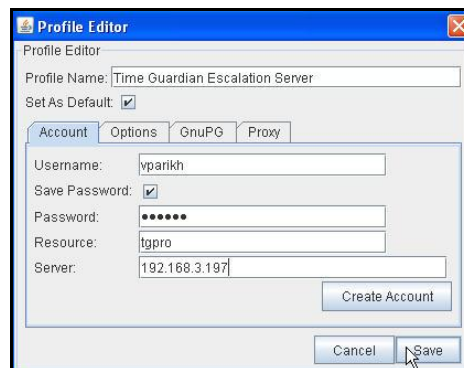 Profile Editor
Profile Editor
Profile Name: Time Guardian Escalation Server
Set As Default:
Account Options GnuPG Proxy
Username: vparikh
Save Password:
Password: ●●●●●●
Resource: tgpro
Server: 192.168.3.197
Create Account
Cancel Save